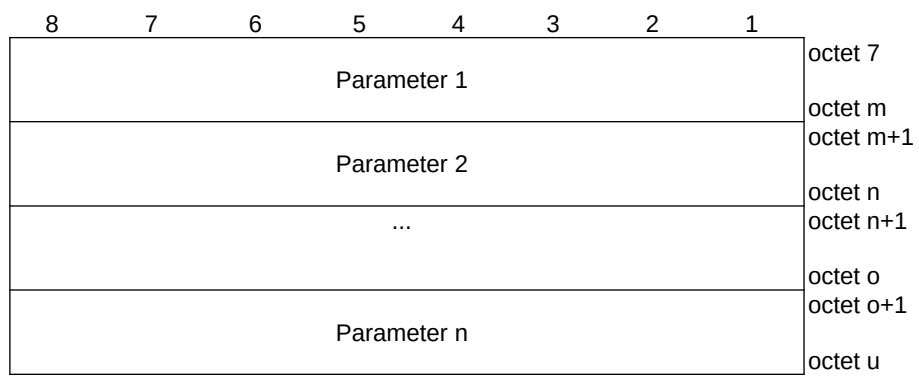 8 7 6 5 4 3 2 1
octet 7
Parameter 1
octet m
octet m+1
Parameter 2
octet n
... octet n+1
octet o
octet o+1
Parameter n
octet u